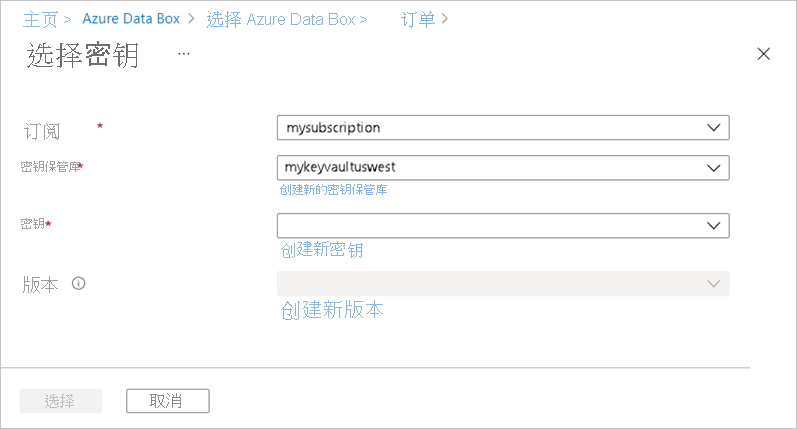 主页 > Azure Data Box > 选择 Azure Data Box > 订单 >
选择密钥 ...
订阅 * mysubscription
密钥保管库* mykeyvaultuswest
创建新的密钥保管库
密钥*
创建新密钥
版本
创建新版本
选择 取消